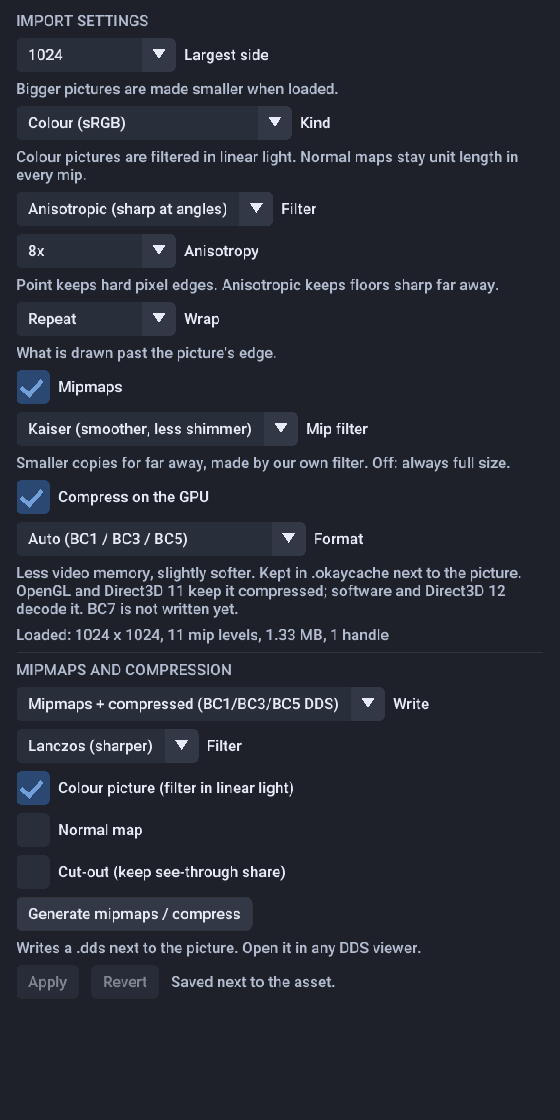 IMPORT SETTINGS
1024 Largest side
Bigger pictures are made smaller when loaded.
Colour (sRGB) Kind
Colour pictures are filtered in linear light. Normal maps stay unit length in
every mip.
Anisotropic (sharp at angles) Filter
8x Anisotropy
Point keeps hard pixel edges. Anisotropic keeps floors sharp far away.
Repeat Wrap
What is drawn past the picture's edge.
Mipmaps
Kaiser (smoother, less shimmer) Mip filter
Smaller copies for far away, made by our own filter. Off: always full size.
Compress on the GPU
Auto (BC1 / BC3 / BC5) Format
Less video memory, slightly softer. Kept in .okaycache next to the picture.
OpenGL and Direct3D 11 keep it compressed; software and Direct3D 12
decode it. BC7 is not written yet.
Loaded: 1024 x 1024, 11 mip levels, 1.33 MB, 1 handle
MIPMAPS AND COMPRESSION
Mipmaps + compressed (BC1/BC3/BC5 DDS) Write
Lanczos (sharper) Filter
Colour picture (filter in linear light)
Normal map
Cut-out (keep see-through share)
Generate mipmaps / compress
Writes a .dds next to the picture. Open it in any DDS viewer.
Apply Revert Saved next to the asset.